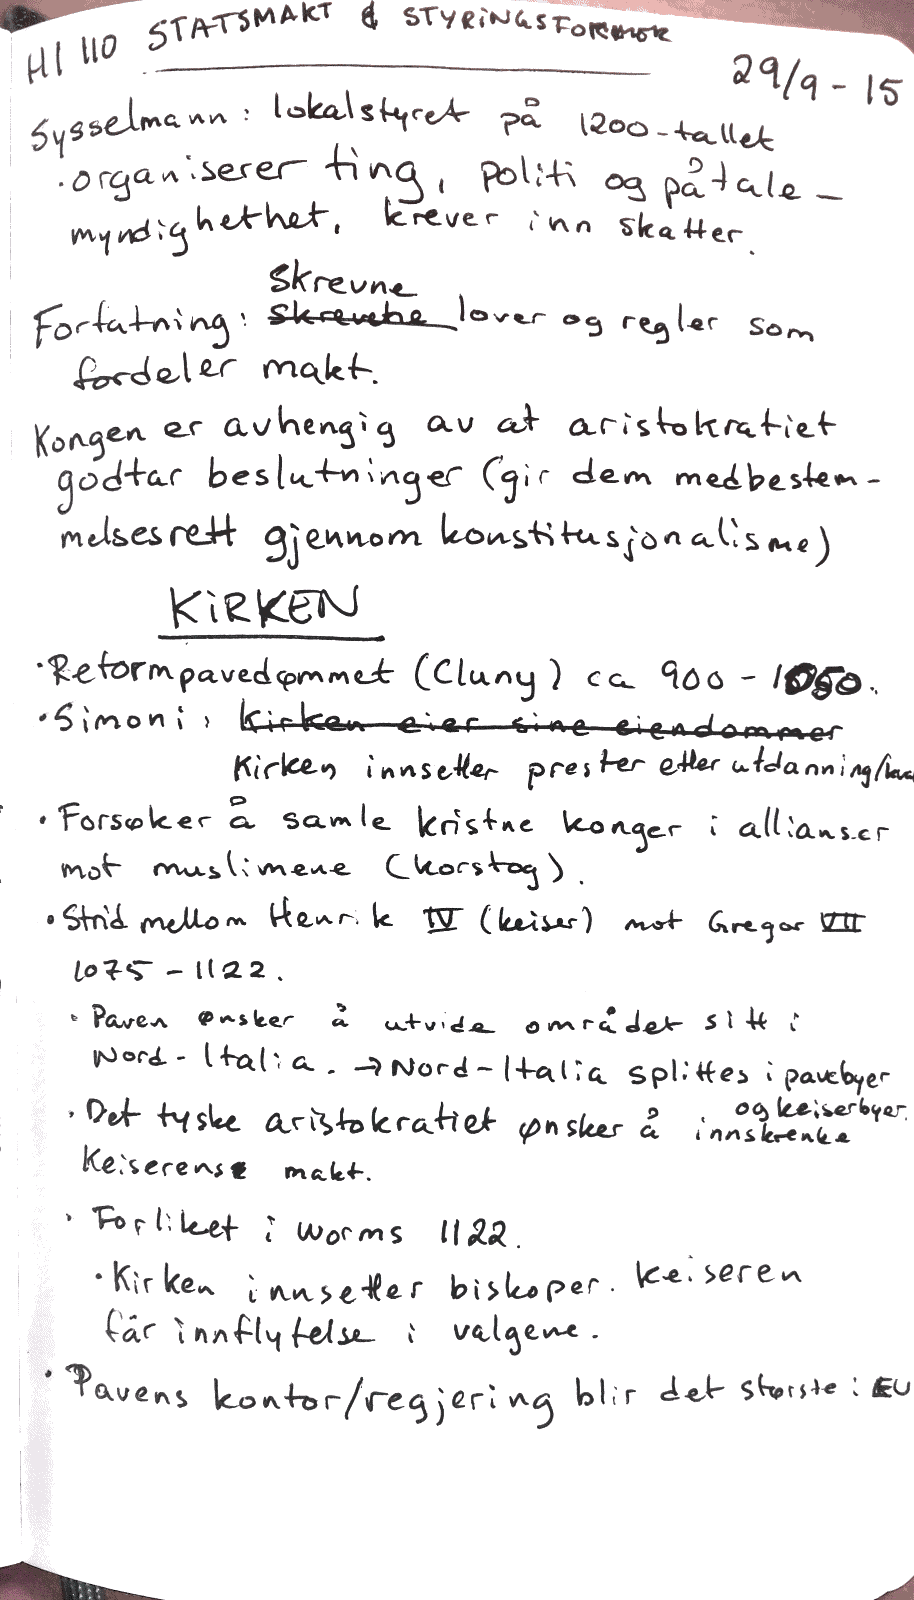 HI 110 STATSMAKT & STYRINGSFORMER
29/9-15
Sysselmann: lokalstyret på 1200-tallet
·organiserer ting, politi og påtale-
myndighethet, krever inn skatter.
Skrevne
Forfatning: lover og regler som
fordeler makt.
Kongen er avhengig av at aristokratiet
godtar beslutninger (gir dem medbestem-
melsesrett gjennom konstitusjonalisme)
KIRKEN
·Reformpavedømmet (Cluny) ca 900-1050.
·Simoni: Kirken eier sine eiendommer
Kirken innsetter prester etter utdanning/
·Forsøker å samle kristne konger i allianser
mot muslimene (korstog).
·Strid mellom Henrik IV (keiser) mot Gregor VII
1075-1122.
·Paven ønsker å utvide området sitt i
Nord-Italia. →Nord-Italia splittes i pavebyer
og keiserbyer.
·Det tyske aristokratiet ønsker å innskrenke
Keiserens makt.
·Forliket i Worms 1122.
·Kirken innsetter biskoper. Keiseren
får innflytelse i valgene.
·Pavens kontor/regjering blir det største i EU